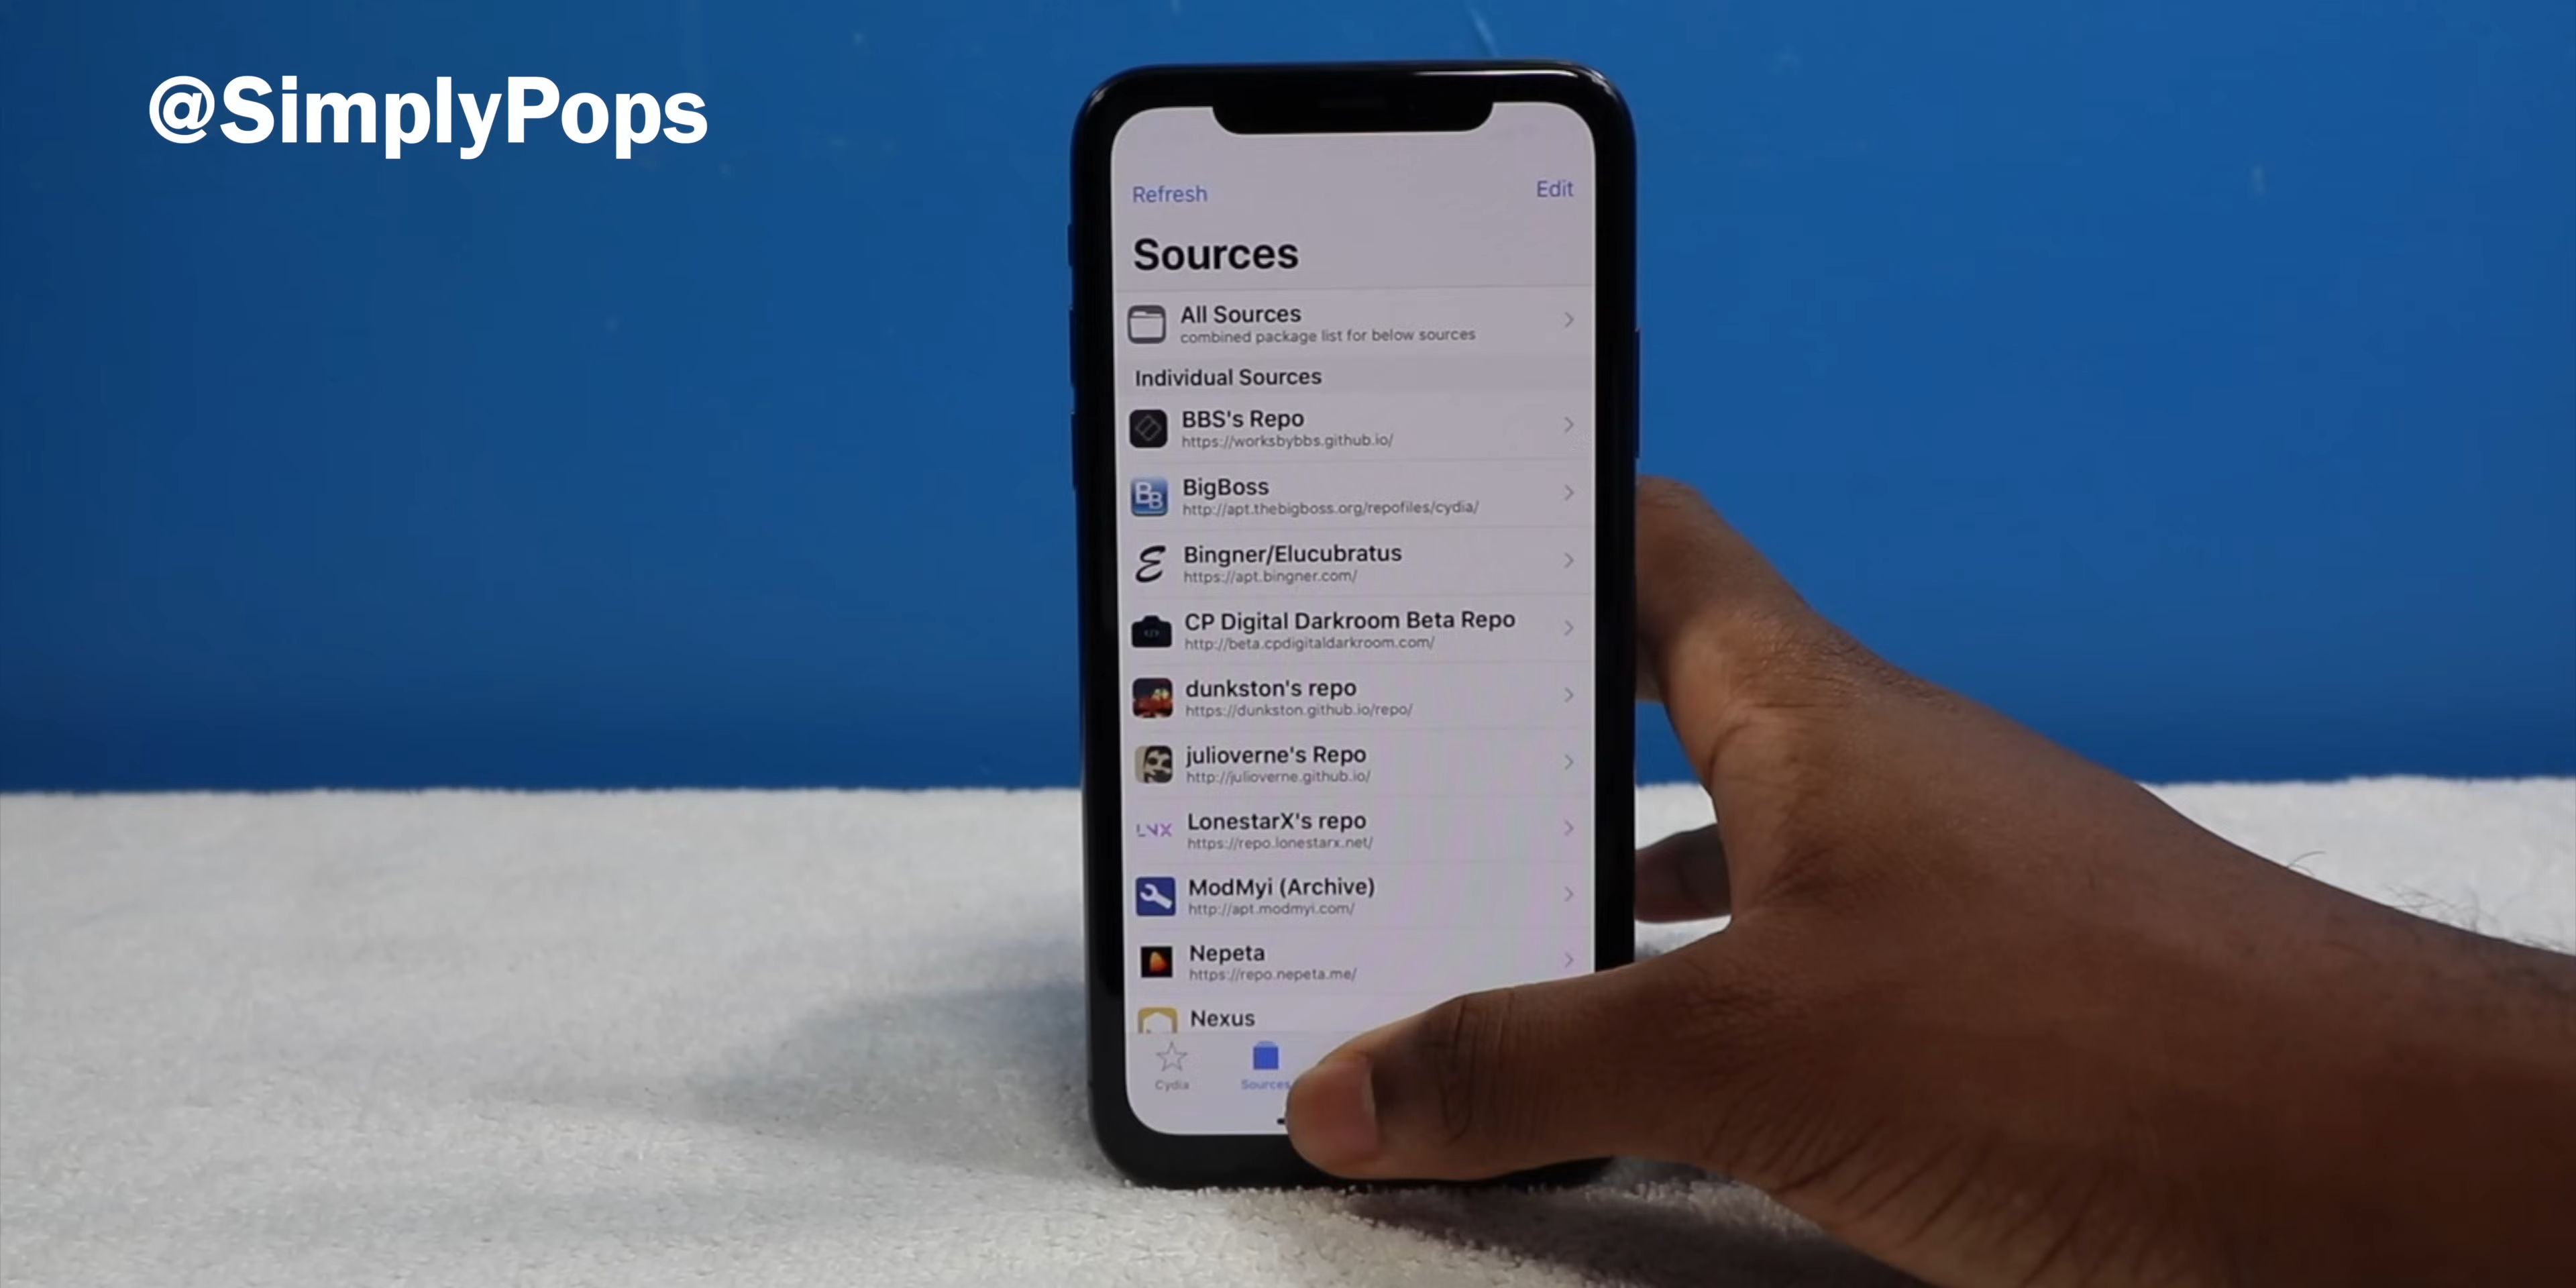 @SimplyPops
Refresh
Edit
Sources
All Sources
combined package list for below sources
Individual Sources
BBS's Repo
https://worksbybbs.github.io/
BB
BigBoss
http://apt.thebigboss.org/repofiles/cydia/
Bingner/Elucubratus
https://apt.bingner.com/
CP Digital Darkroom Beta Repo
http://beta.cpdigitaldarkroom.com/
dunkston's repo
https://dunkston.github.io/repo/
julioverne's Repo
http://julioverne.github.io/
LonestarX's repo
https://repo.lonestarx.net/
ModMyi (Archive)
http://apt.modmyi.com/
Nepeta
https://repo.nepeta.me/
Nexus
Cydia
Sources